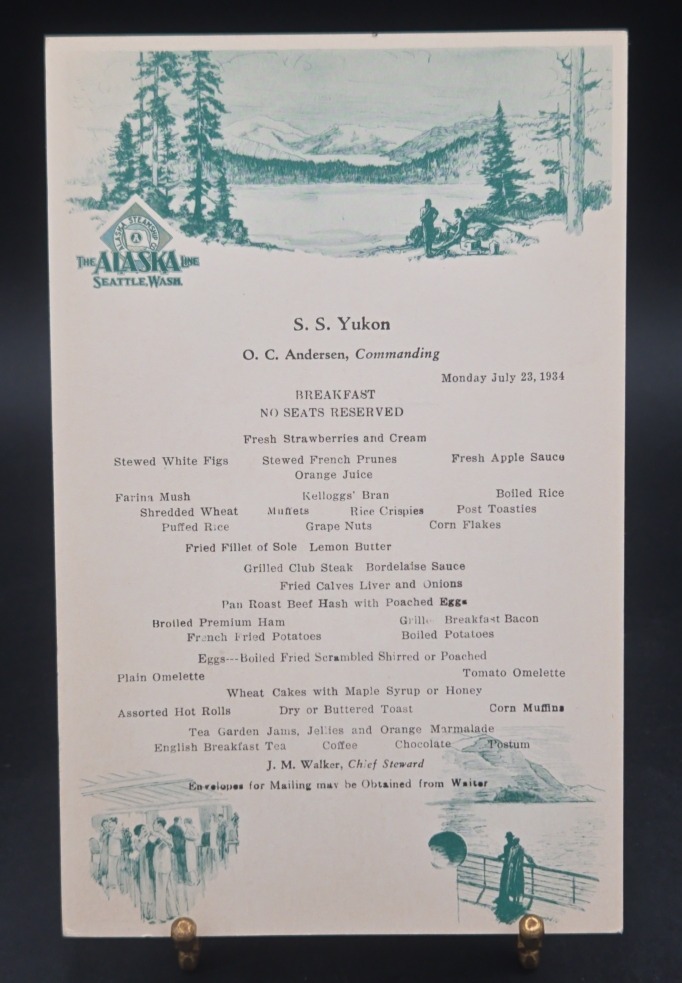 ALASKA STEAMSHIP CO
A
THE ALASKA LINE
SEATTLE, WASH.
S. S. Yukon
O. C. Andersen, Commanding
Monday July 23, 1934
BREAKFAST
NO SEATS RESERVED
Fresh Strawberries and Cream
Stewed White Figs Stewed French Prunes Fresh Apple Sauce
Orange Juice
Farina Mush Kelloggs' Bran Boiled Rice
Shredded Wheat Muffets Rice Crispies Post Toasties
Puffed Rice Grape Nuts Corn Flakes
Fried Fillet of Sole Lemon Butter
Grilled Club Steak Bordelaise Sauce
Fried Calves Liver and Onions
Pan Roast Beef Hash with Poached Eggs
Broiled Premium Ham Grille Breakfast Bacon
French Fried Potatoes Boiled Potatoes
Eggs---Boiled Fried Scrambled Shirred or Poached
Plain Omelette Tomato Omelette
Wheat Cakes with Maple Syrup or Honey
Assorted Hot Rolls Dry or Buttered Toast Corn Muffins
Tea Garden Jams, Jellies and Orange Marmalade
English Breakfast Tea Coffee Chocolate Postum
J. M. Walker, Chief Steward
Envelopes for Mailing may be Obtained from Waiter